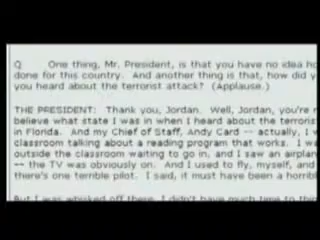 Q One thing, Mr. President, is that you have no idea ho
done for this country. And another thing is that, how did y
you heard about the terrorist attack? (Applause.)
THE PRESIDENT: Thank you, Jordan. Well, Jordan, you're n
believe what state I was in when I heard about the terrorist
in Florida. And my Chief of Staff, Andy Card -- actually, I w
classroom talking about a reading program that works. I wa
outside the classroom waiting to go in, and I saw an airplan
-- the TV was obviously on. And I used to fly, myself, and
there's one terrible pilot. I said, it must have been a horribl
But I was whisked off there, I didn't have much time to thin